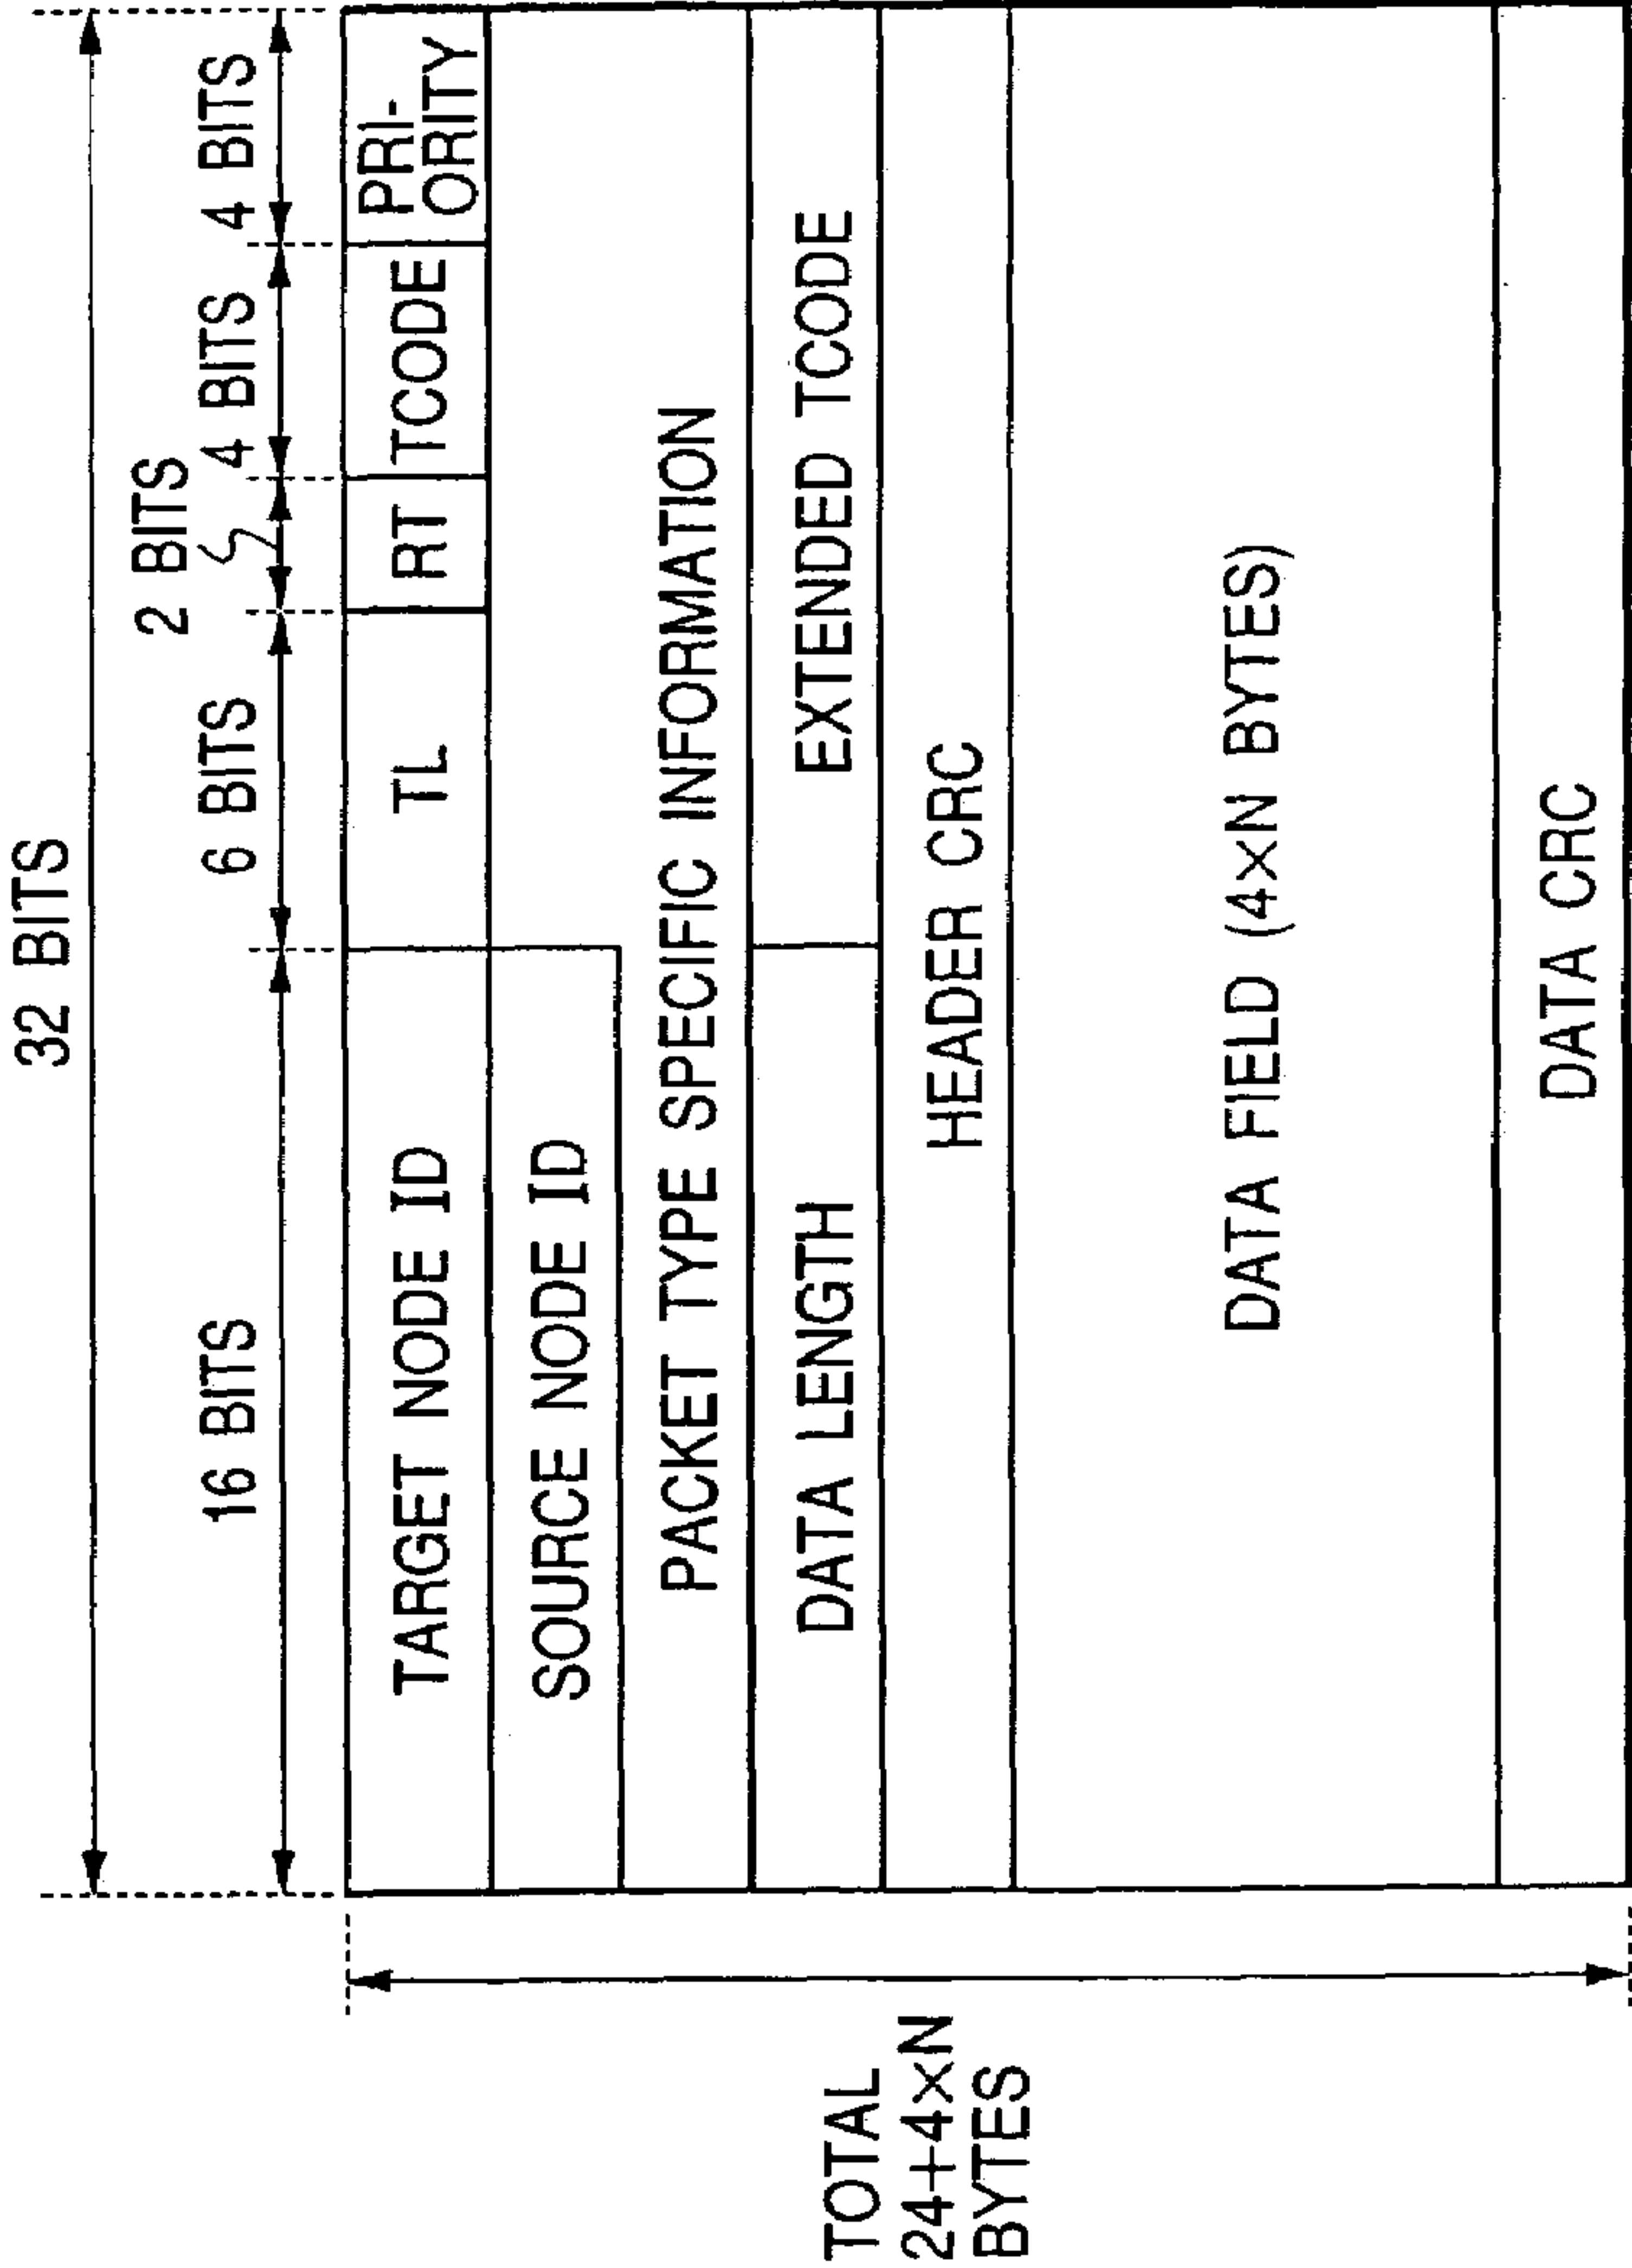 32 BITS
16 BITS
6 BITS
2 BITS
4 BITS
4 BITS
TARGET NODE ID
TL
RT
TCODE
PRI-
ORITY
SOURCE NODE ID
PACKET TYPE SPECIFIC INFORMATION
DATA LENGTH
EXTENDED TCODE
HEADER CRC
DATA FIELD (4×N BYTES)
DATA CRC
TOTAL
24+4×N
BYTES